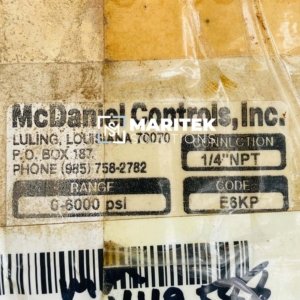 McDaniel Controls, Inc.
LULING, LOUISIANA 70070
P.O. BOX 187
PHONE (985) 758-2782
CONNECTION
1/4"NPT
RANGE
0-6000 psi
CODE
E6KP
MARITEK